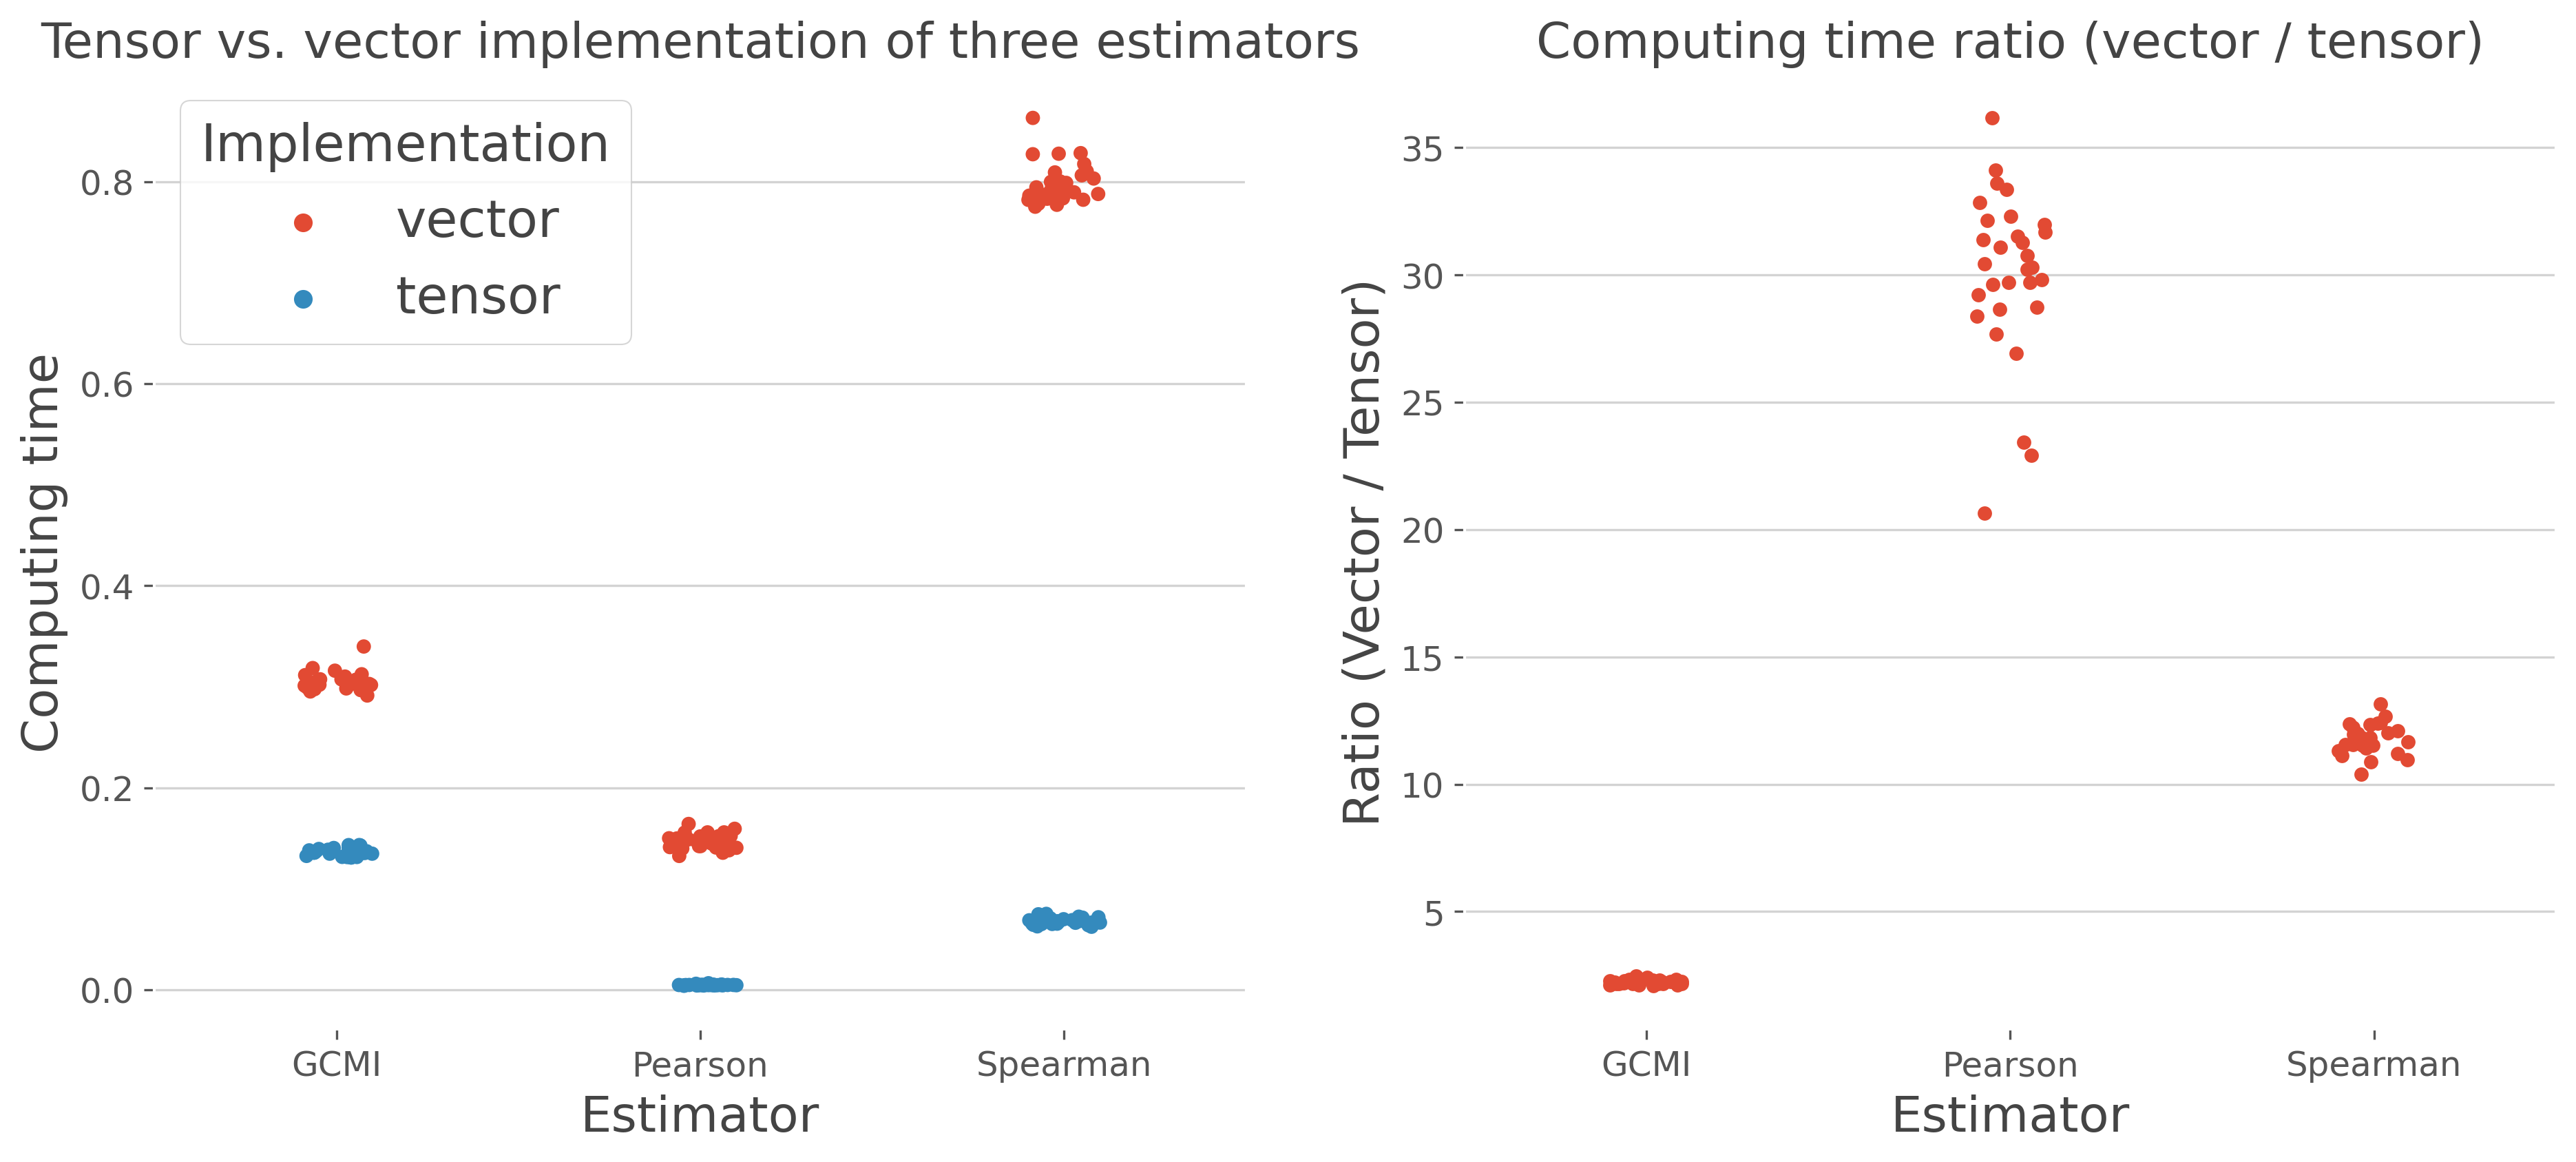 Tensor vs. vector implementation of three estimators
Implementation
vector
tensor
Computing time
0.8
0.6
0.4
0.2
0.0
GCMI Pearson Spearman
Estimator
Computing time ratio (vector / tensor)
Ratio (Vector / Tensor)
35
30
25
20
15
10
5
GCMI Pearson Spearman
Estimator